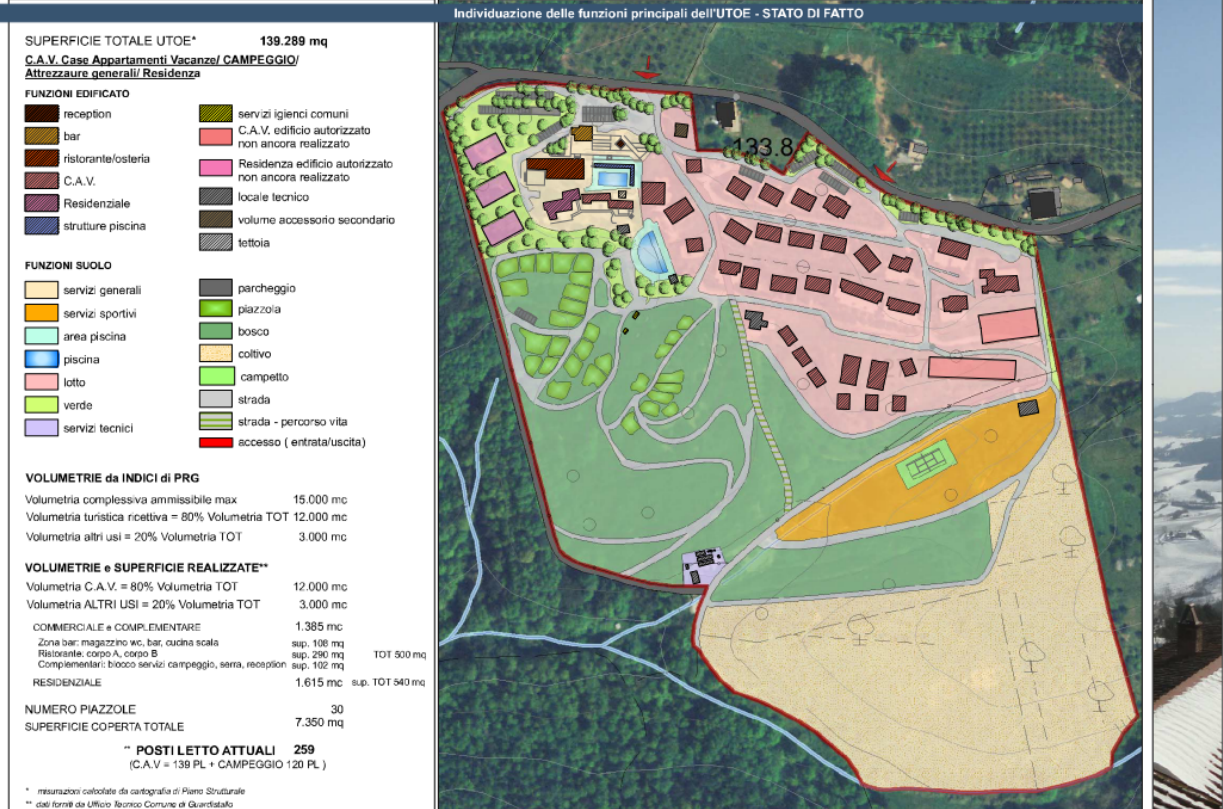 Individuazione delle funzioni principali dell'UTOE - STATO DI FATTO
SUPERFICIE TOTALE UTOE* 139.289 mq
C.A.V. Case Appartamenti Vacanze/ CAMPEGGIO/
Attrezzaure generali/ Residenza
FUNZIONI EDIFICATO
reception
bar
ristorante/osteria
C.A.V.
Residenziale
strutture piscina
servizi igienci comuni
C.A.V. edificio autorizzato
non ancora realizzato
Residenza edificio autorizzato
non ancora realizzato
locale tecnico
volume accessorio secondario
tettoia
FUNZIONI SUOLO
servizi generali
servizi sportivi
area piscina
piscina
lotto
verde
servizi tecnici
parcheggio
piazzola
bosco
coltivo
campetto
strada
strada - percorso vita
accesso ( entrata/uscita)
VOLUMETRIE da INDICI di PRG
Volumetria complessiva ammissibile max 15.000 mc
Volumetria turistica ricettiva = 80% Volumetria TOT 12.000 mc
Volumetria altri usi = 20% Volumetria TOT 3.000 mc
VOLUMETRIE e SUPERFICIE REALIZZATE**
Volumetria C.A.V. = 80% Volumetria TOT 12.000 mc
Volumetria ALTRI USI = 20% Volumetria TOT 3.000 mc
COMMERCIALE e COMPLEMENTARE 1.385 mc
Zona bar: magazzino wc, bar, cucina scala sup. 108 mq
Ristorante: corpo A, corpo B sup. 290 mq TOT 500 mq
Complementari: blocco servizi campeggio, serra, reception sup. 102 mq
RESIDENZIALE 1.615 mc sup. TOT 540 mq
NUMERO PIAZZOLE 30
SUPERFICIE COPERTA TOTALE 7.350 mq
** POSTI LETTO ATTUALI 259
(C.A.V = 139 PL + CAMPEGGIO 120 PL )
* misurazioni calcolate da cartografia di Piano Strutturale
** dati forniti da Ufficio Tecnico Comune di Guardistallo
133.8